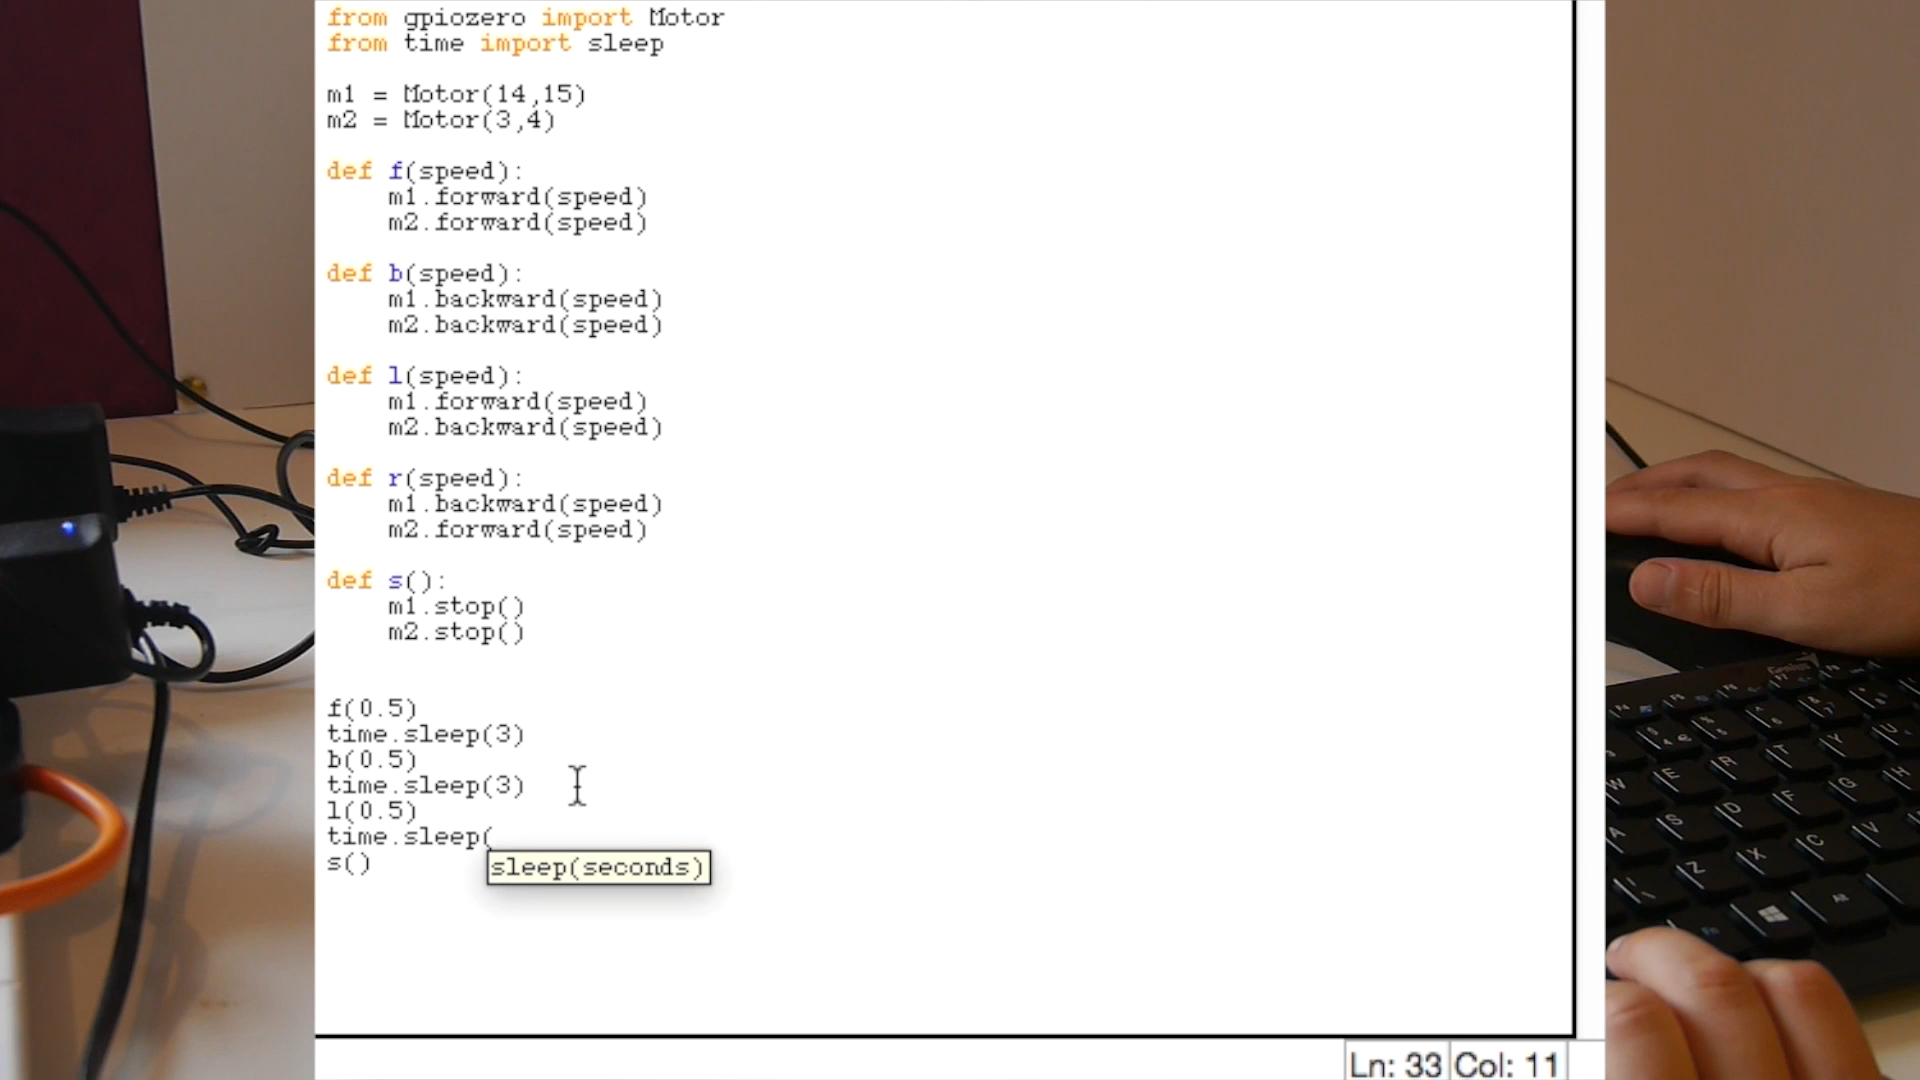 from gpiozero import Motor
from time import sleep
m1 = Motor(14,15)
m2 = Motor(3,4)
def f(speed):
m1.forward(speed)
m2.forward(speed)
def b(speed):
m1.backward(speed)
m2.backward(speed)
def l(speed):
m1.forward(speed)
m2.backward(speed)
def r(speed):
m1.backward(speed)
m2.forward(speed)
def s():
m1.stop()
m2.stop()
f(0.5)
time.sleep(3)
b(0.5)
time.sleep(3)
l(0.5)
time.sleep(
s()
sleep(seconds)
Ln: 33 Col: 11
Genius
W E R T Y U
A S D F G H
Z X C V
Fn Alt